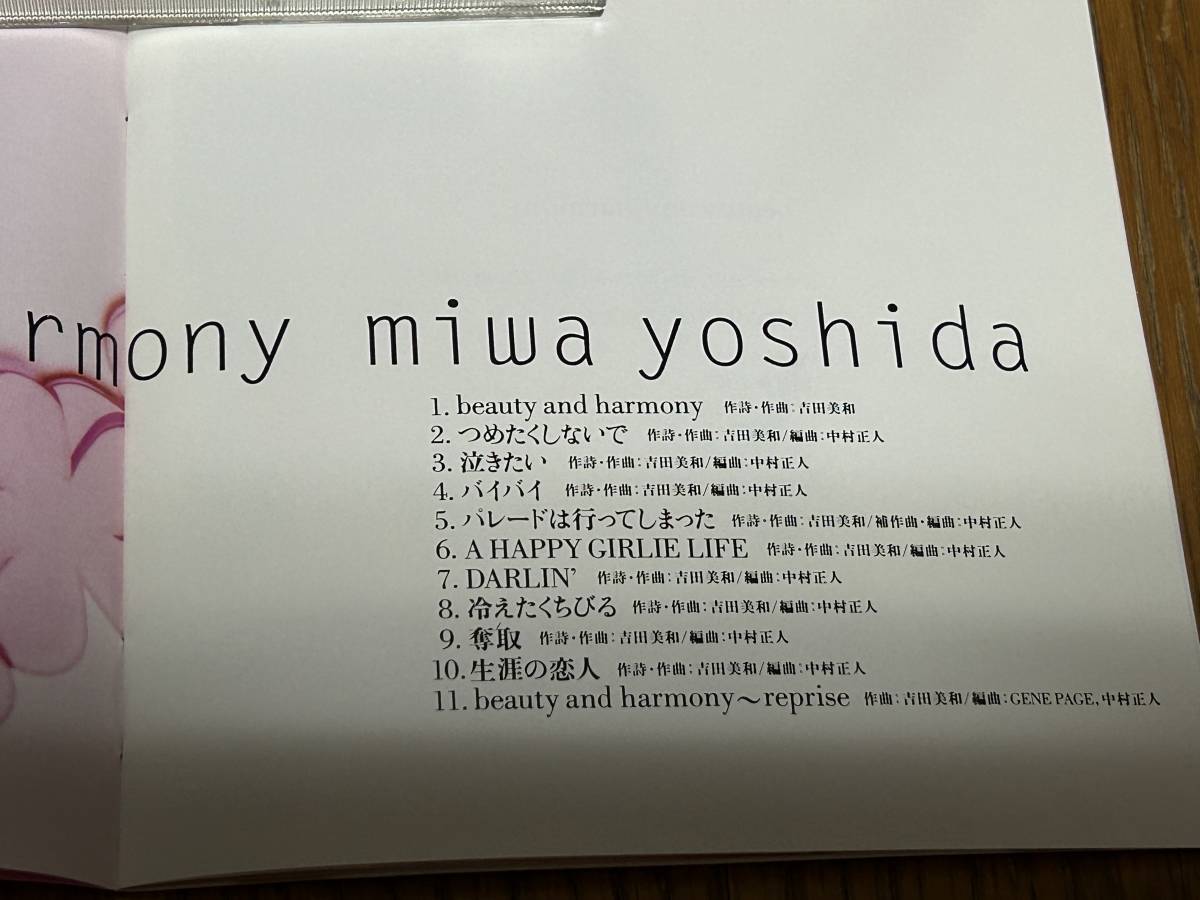 rmony miwa yoshida
1. beauty and harmony 作詩・作曲：吉田美和
2. つめたくしないで 作詩・作曲：吉田美和/編曲：中村正人
3. 泣きたい 作詩・作曲：吉田美和/編曲：中村正人
4. バイバイ 作詩・作曲：吉田美和/編曲：中村正人
5. パレードは行ってしまった 作詩・作曲：吉田美和/補作曲・編曲：中村正人
6. A HAPPY GIRLIE LIFE 作詩・作曲：吉田美和/編曲：中村正人
7. DARLIN’ 作詩・作曲：吉田美和/編曲：中村正人
8. 冷えたくちびる 作詩・作曲：吉田美和/編曲：中村正人
9. 奪取 作詩・作曲：吉田美和/編曲：中村正人
10. 生涯の恋人 作詩・作曲：吉田美和/編曲：中村正人
11. beauty and harmony〜reprise 作曲：吉田美和/編曲：GENE PAGE, 中村正人